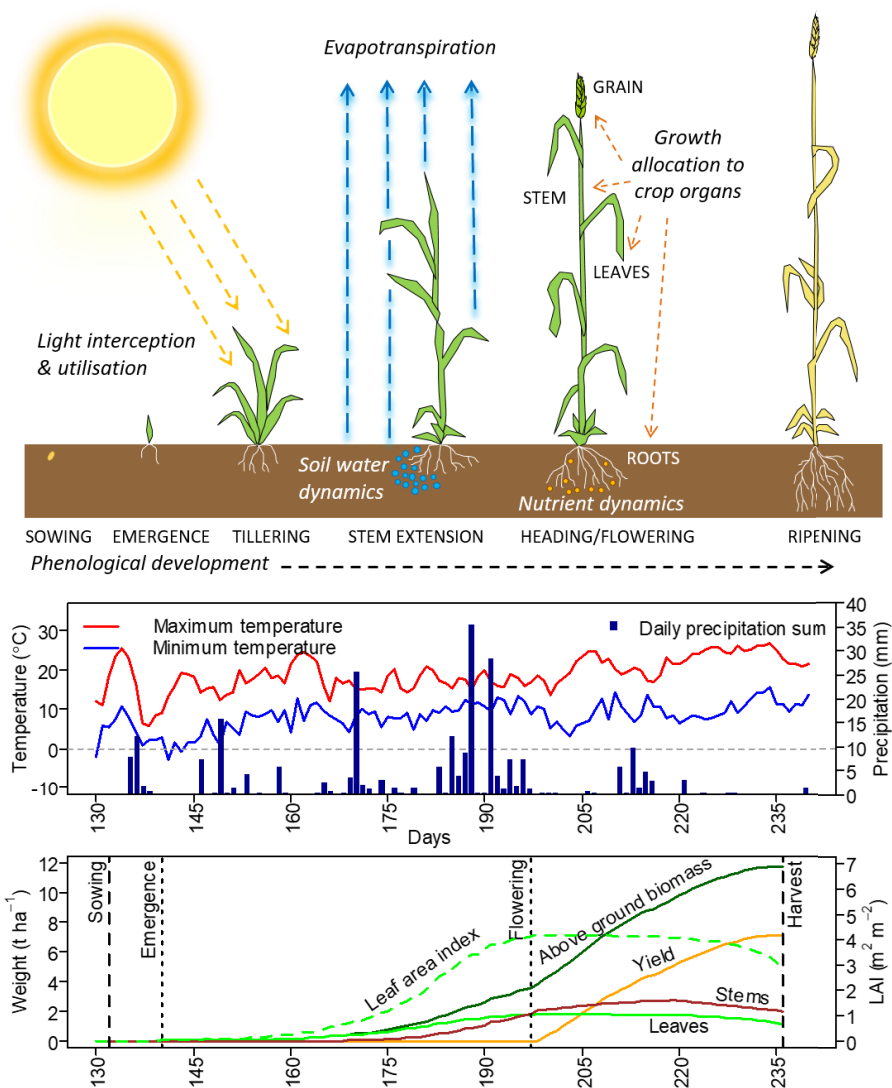 Evapotranspiration
GRAIN
Growth
allocation to
crop organs
STEM
LEAVES
Light interception
& utilisation
Soil water
dynamics
ROOTS
Nutrient dynamics
SOWING EMERGENCE TILLERING STEM EXTENSION HEADING/FLOWERING RIPENING
Phenological development
Temperature (°C)
30
20
10
0
-10
Maximum temperature
Minimum temperature
Daily precipitation sum
40
35
30
25
20
15
10
5
0
Precipitation (mm)
130 145 160 175 190 205 220 235
Days
Weight (t ha⁻¹)
12
10
8
6
4
2
0
Sowing
Emergence
Leaf area index
Flowering
Above ground biomass
Yield
Stems
Leaves
Harvest
7
6
5
4
3
2
1
0
LAI (m² m⁻²)
130 145 160 175 190 205 220 235